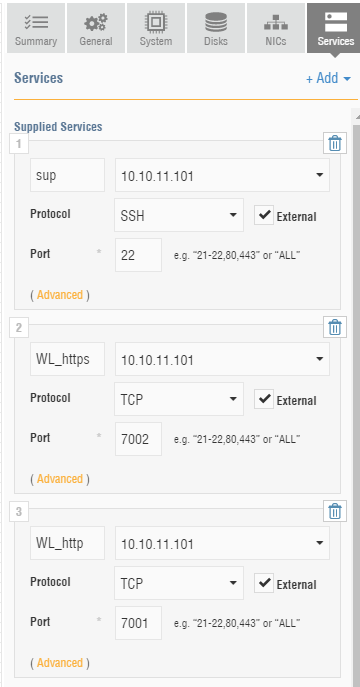 Summary General System Disks NICs Services
Services + Add
Supplied Services
1
sup 10.10.11.101
Protocol SSH External
Port * 22 e.g. "21-22,80,443" or "ALL"
( Advanced )
2
WL_https 10.10.11.101
Protocol TCP External
Port * 7002 e.g. "21-22,80,443" or "ALL"
( Advanced )
3
WL_http 10.10.11.101
Protocol TCP External
Port * 7001 e.g. "21-22,80,443" or "ALL"
( Advanced )